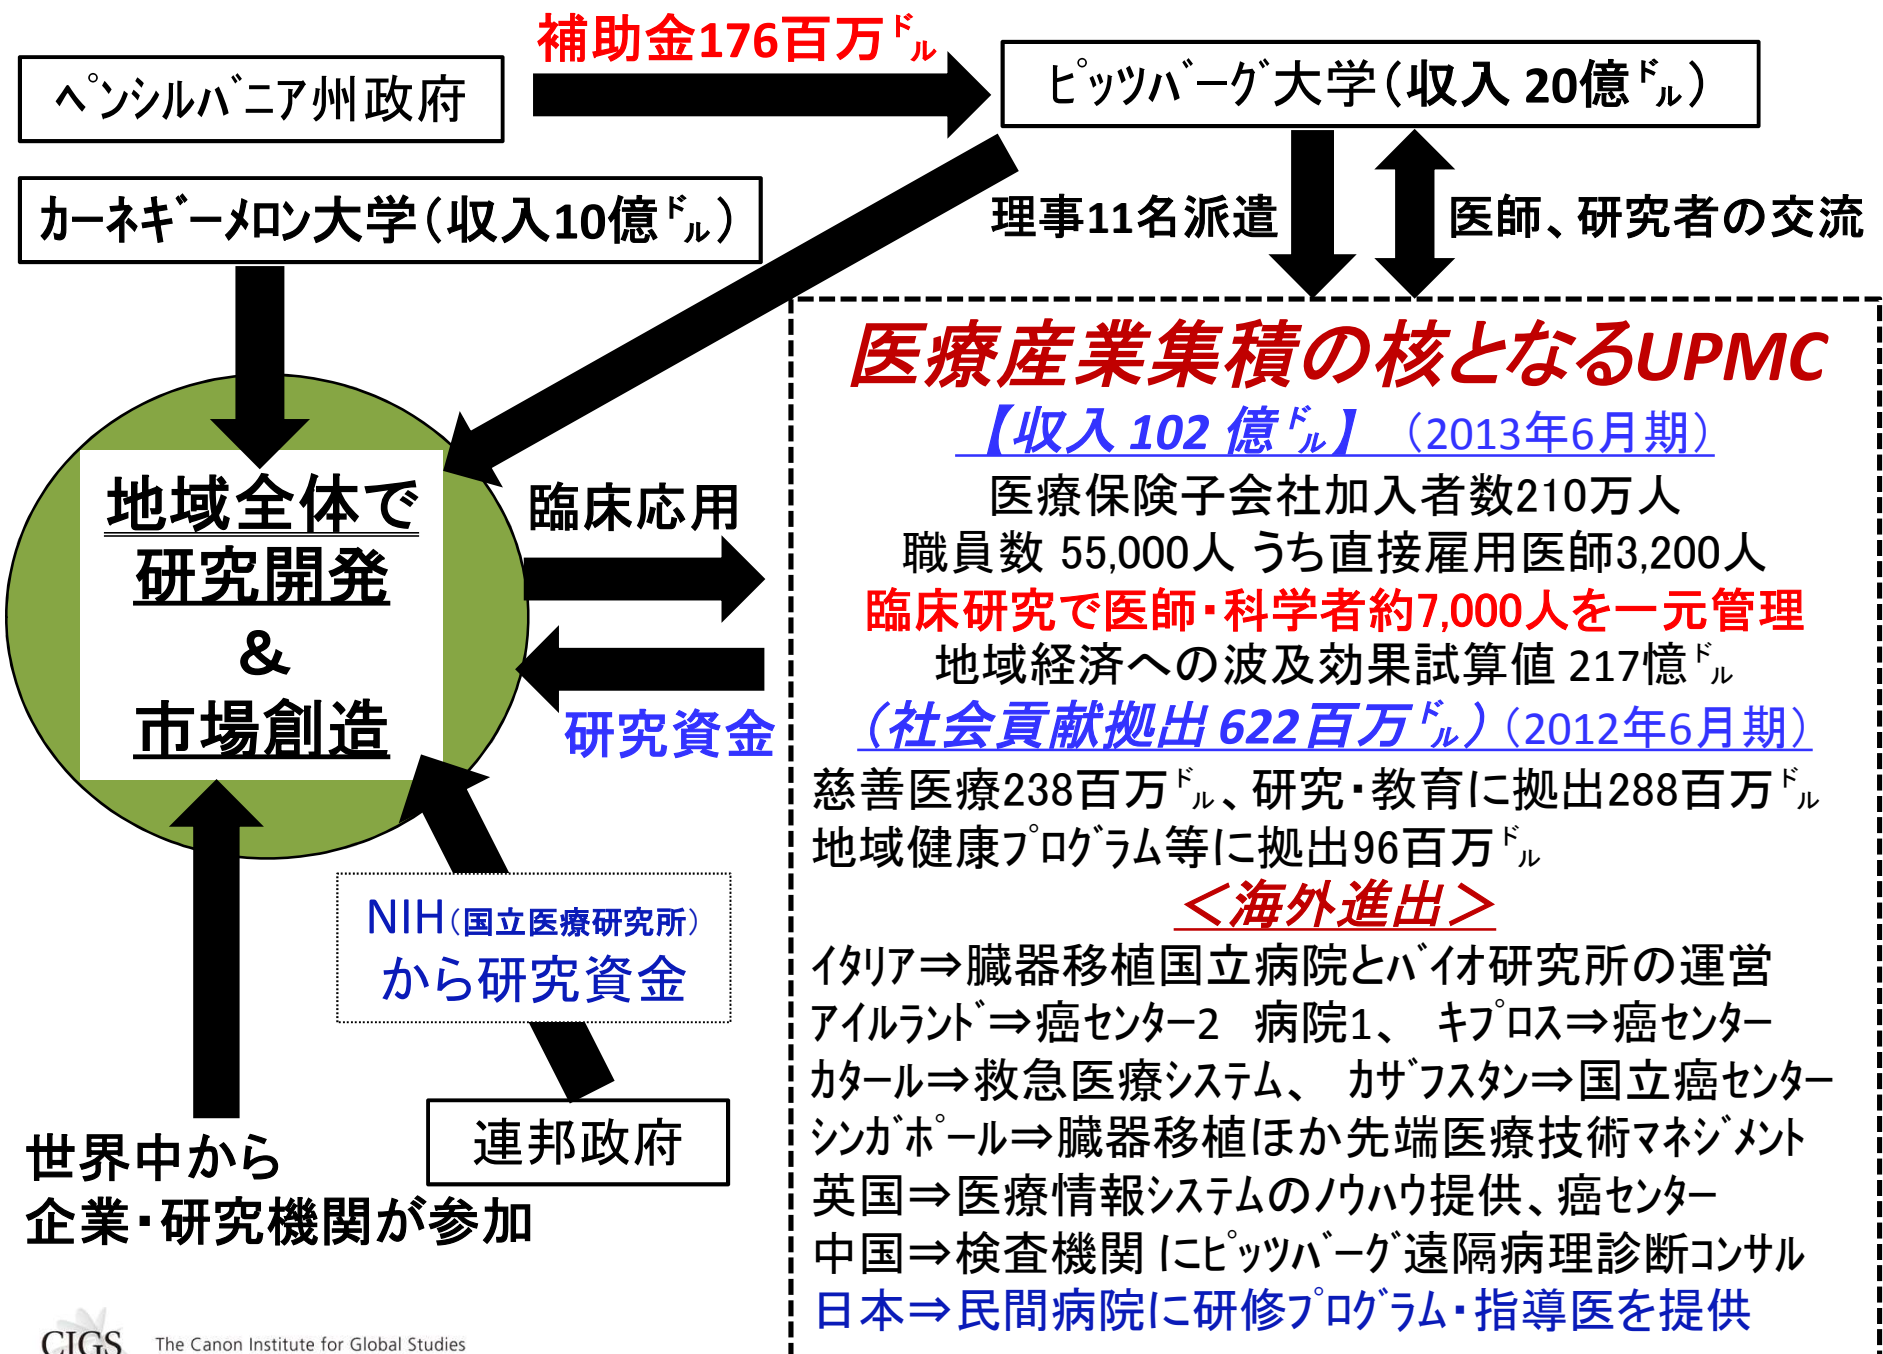 補助金176百万㌦
ﾍﾟﾝｼﾙﾊﾞﾆｱ州政府
ﾋﾟｯﾂﾊﾞｰｸﾞ大学（収入 20億㌦）
ｶｰﾈｷﾞｰﾒﾛﾝ大学（収入10億㌦）
理事11名派遣
医師、研究者の交流
地域全体で
研究開発
&
市場創造
臨床応用
研究資金
NIH（国立医療研究所）
から研究資金
連邦政府
世界中から
企業・研究機関が参加
医療産業集積の核となるUPMC
【収入 102 億㌦】（2013年6月期）
医療保険子会社加入者数210万人
職員数 55,000人 うち直接雇用医師3,200人
臨床研究で医師・科学者約7,000人を一元管理
地域経済への波及効果試算値 217憶㌦
（社会貢献拠出 622百万㌦）（2012年6月期）
慈善医療238百万㌦、研究・教育に拠出288百万㌦
地域健康ﾌﾟﾛｸﾞﾗﾑ等に拠出96百万㌦
＜海外進出＞
ｲﾀﾘｱ⇒臓器移植国立病院とﾊﾞｲｵ研究所の運営
ｱｲﾙﾗﾝﾄﾞ⇒癌ｾﾝﾀｰ2　病院1、　ｷﾌﾟﾛｽ⇒癌ｾﾝﾀｰ
ｶﾀｰﾙ⇒救急医療ｼｽﾃﾑ、　ｶｻﾞﾌｽﾀﾝ⇒国立癌ｾﾝﾀｰ
ｼﾝｶﾞﾎﾟｰﾙ⇒臓器移植ほか先端医療技術ﾏﾈｼﾞﾒﾝﾄ
英国⇒医療情報ｼｽﾃﾑのﾉｳﾊｳ提供、癌ｾﾝﾀｰ
中国⇒検査機関 にﾋﾟｯﾂﾊﾞｰｸﾞ遠隔病理診断ｺﾝｻﾙ
日本⇒民間病院に研修ﾌﾟﾛｸﾞﾗﾑ・指導医を提供
CIGS The Canon Institute for Global Studies